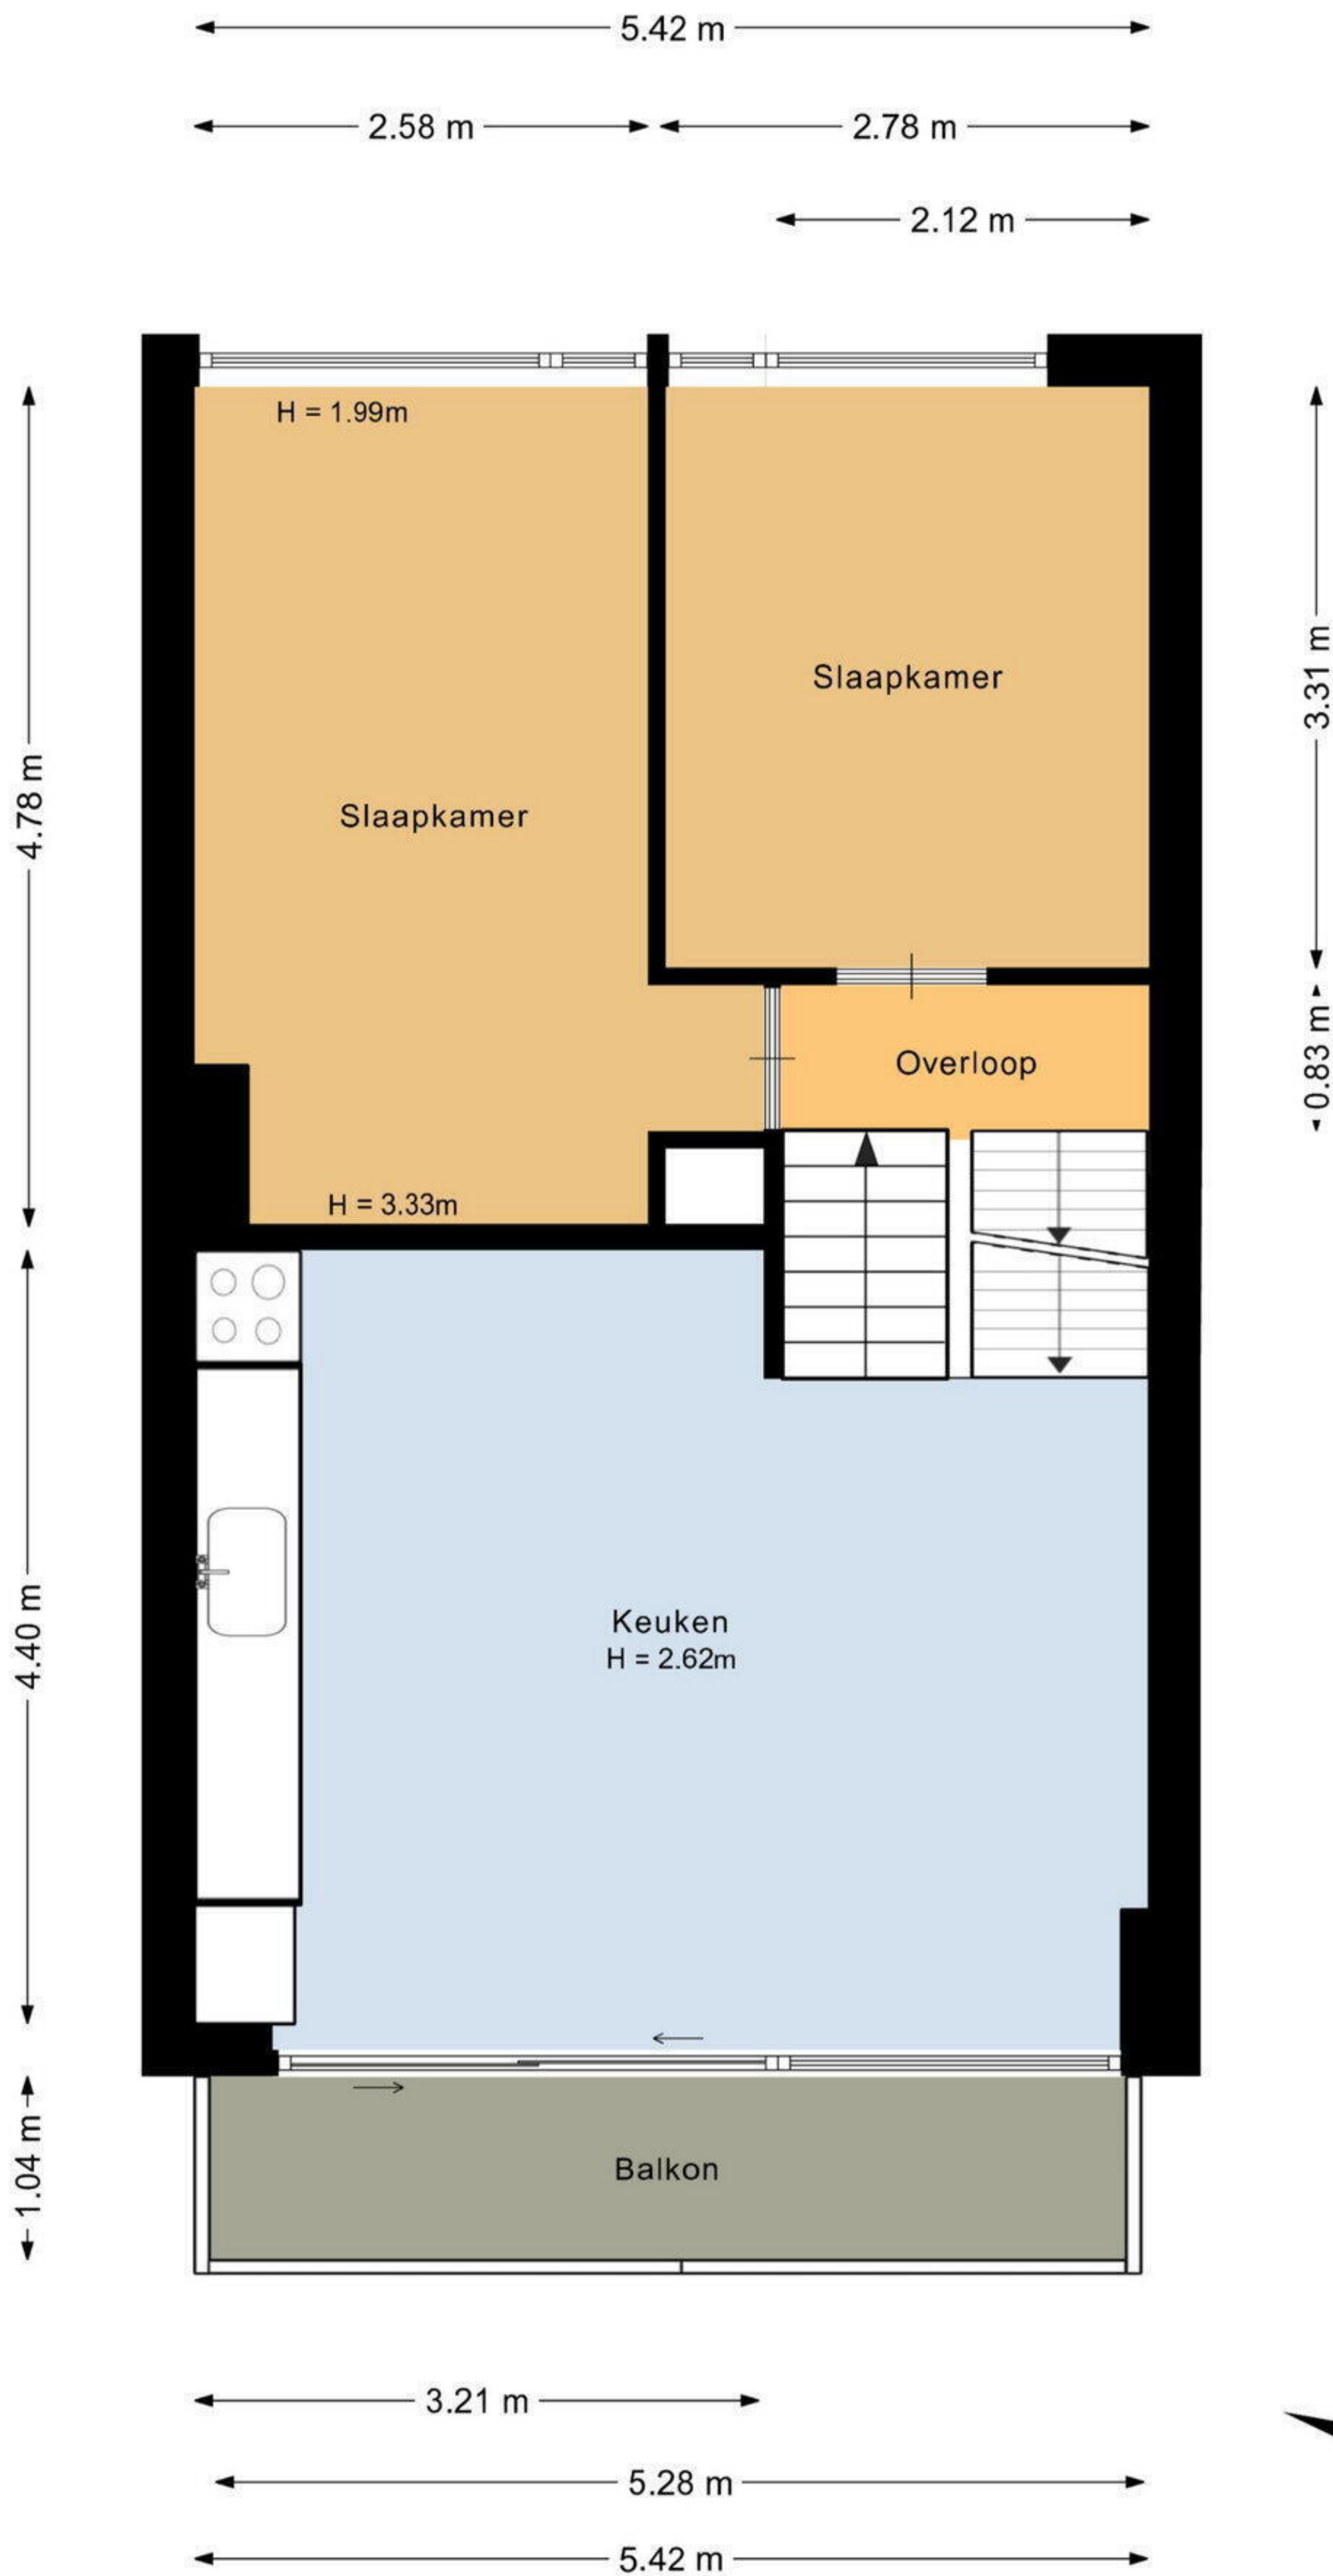 5.42 m
2.58 m
2.78 m
2.12 m
H = 1.99m
Slaapkamer
3.31 m
Slaapkamer
4.78 m
Overloop
0.83 m
H = 3.33m
Keuken
H = 2.62m
4.40 m
Balkon
1.04 m
3.21 m
5.28 m
5.42 m